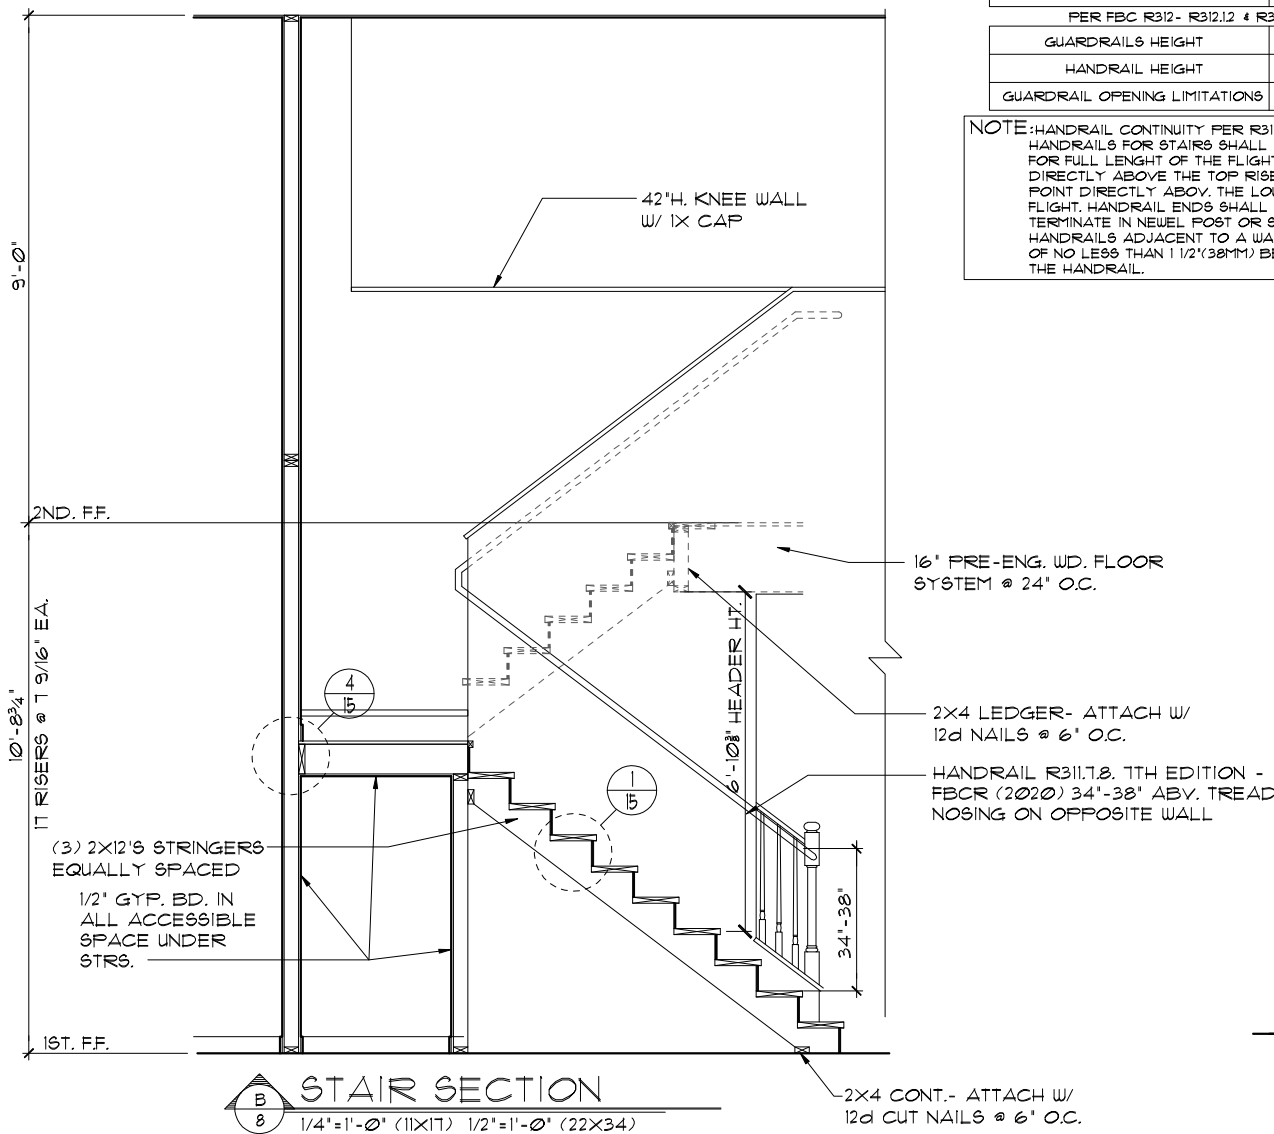 PER FBC R312- R312.1.2 & R3
GUARDRAILS HEIGHT
HANDRAIL HEIGHT
GUARDRAIL OPENING LIMITATIONS
NOTE: HANDRAIL CONTINUITY PER R31
HANDRAILS FOR STAIRS SHALL
FOR FULL LENGHT OF THE FLIGHT
DIRECTLY ABOVE THE TOP RISE
POINT DIRECTLY ABOV. THE LO
FLIGHT. HANDRAIL ENDS SHALL
TERMINATE IN NEWEL POST OR S
HANDRAILS ADJACENT TO A WA
OF NO LESS THAN 1 1/2"(38MM) BE
THE HANDRAIL.
42"H. KNEE WALL
W/ 1X CAP
9'-0"
2ND. F.F.
16" PRE-ENG. WD. FLOOR
SYSTEM @ 24" O.C.
10'-8¾"
17 RISERS @ 7 9/16" EA.
6'-10⅜" HEADER HT.
4
15
2X4 LEDGER- ATTACH W/
12d NAILS @ 6" O.C.
1
15
HANDRAIL R311.7.8. 7TH EDITION -
FBCR (2020) 34"-38" ABV. TREAD
NOSING ON OPPOSITE WALL
(3) 2X12'S STRINGERS
EQUALLY SPACED
1/2" GYP. BD. IN
ALL ACCESSIBLE
SPACE UNDER
STRS.
34"-38"
1ST. F.F.
B
8
STAIR SECTION
1/4"=1'-0" (11X17) 1/2"=1'-0" (22X34)
2X4 CONT.- ATTACH W/
12d CUT NAILS @ 6" O.C.